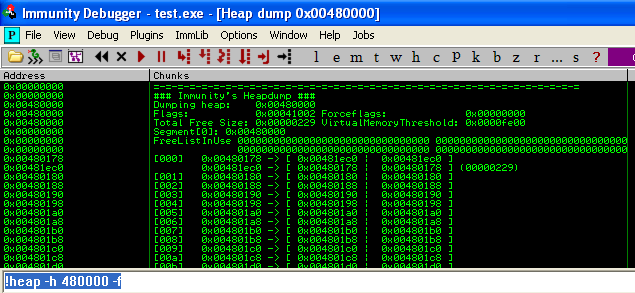 Immunity Debugger - test.exe - [Heap dump 0x00480000]
P File View Debug Plugins ImmLib Options Window Help Jobs
l e m t w h c p k b z r ... s ?
Address Chunks
0x00000000
0x00000000 ### Immunity's Heapdump ###
0x00480000 Dumping heap: 0x00480000
0x00480000 Flags: 0x00041002 Forceflags: 0x00000000
0x00480000 Total Free Size: 0x00000229 VirtualMemoryThreshold: 0x0000fe00
0x00480000 Segment[0]: 0x00480000
0x00480000 FreeListInUse 00000000000000000000000000000000 00000000000000000000000000000000
0x00480000 00000000000000000000000000000000 00000000000000000000000000000000
0x00480178 [000] 0x00480178 -> [ 0x00481ec0 | 0x00481ec0 ]
0x00481ec0 0x00481ec0 -> [ 0x00480178 | 0x00480178 ] (00000229)
0x00480180 [001] 0x00480180 -> [ 0x00480180 | 0x00480180 ]
0x00480188 [002] 0x00480188 -> [ 0x00480188 | 0x00480188 ]
0x00480190 [003] 0x00480190 -> [ 0x00480190 | 0x00480190 ]
0x00480198 [004] 0x00480198 -> [ 0x00480198 | 0x00480198 ]
0x004801a0 [005] 0x004801a0 -> [ 0x004801a0 | 0x004801a0 ]
0x004801a8 [006] 0x004801a8 -> [ 0x004801a8 | 0x004801a8 ]
0x004801b0 [007] 0x004801b0 -> [ 0x004801b0 | 0x004801b0 ]
0x004801b8 [008] 0x004801b8 -> [ 0x004801b8 | 0x004801b8 ]
0x004801c0 [009] 0x004801c0 -> [ 0x004801c0 | 0x004801c0 ]
0x004801c8 [00a] 0x004801c8 -> [ 0x004801c8 | 0x004801c8 ]
0x004801d0 [00b] 0x004801d0 -> [ 0x004801d0 | 0x004801d0 ]
!heap -h 480000 -f